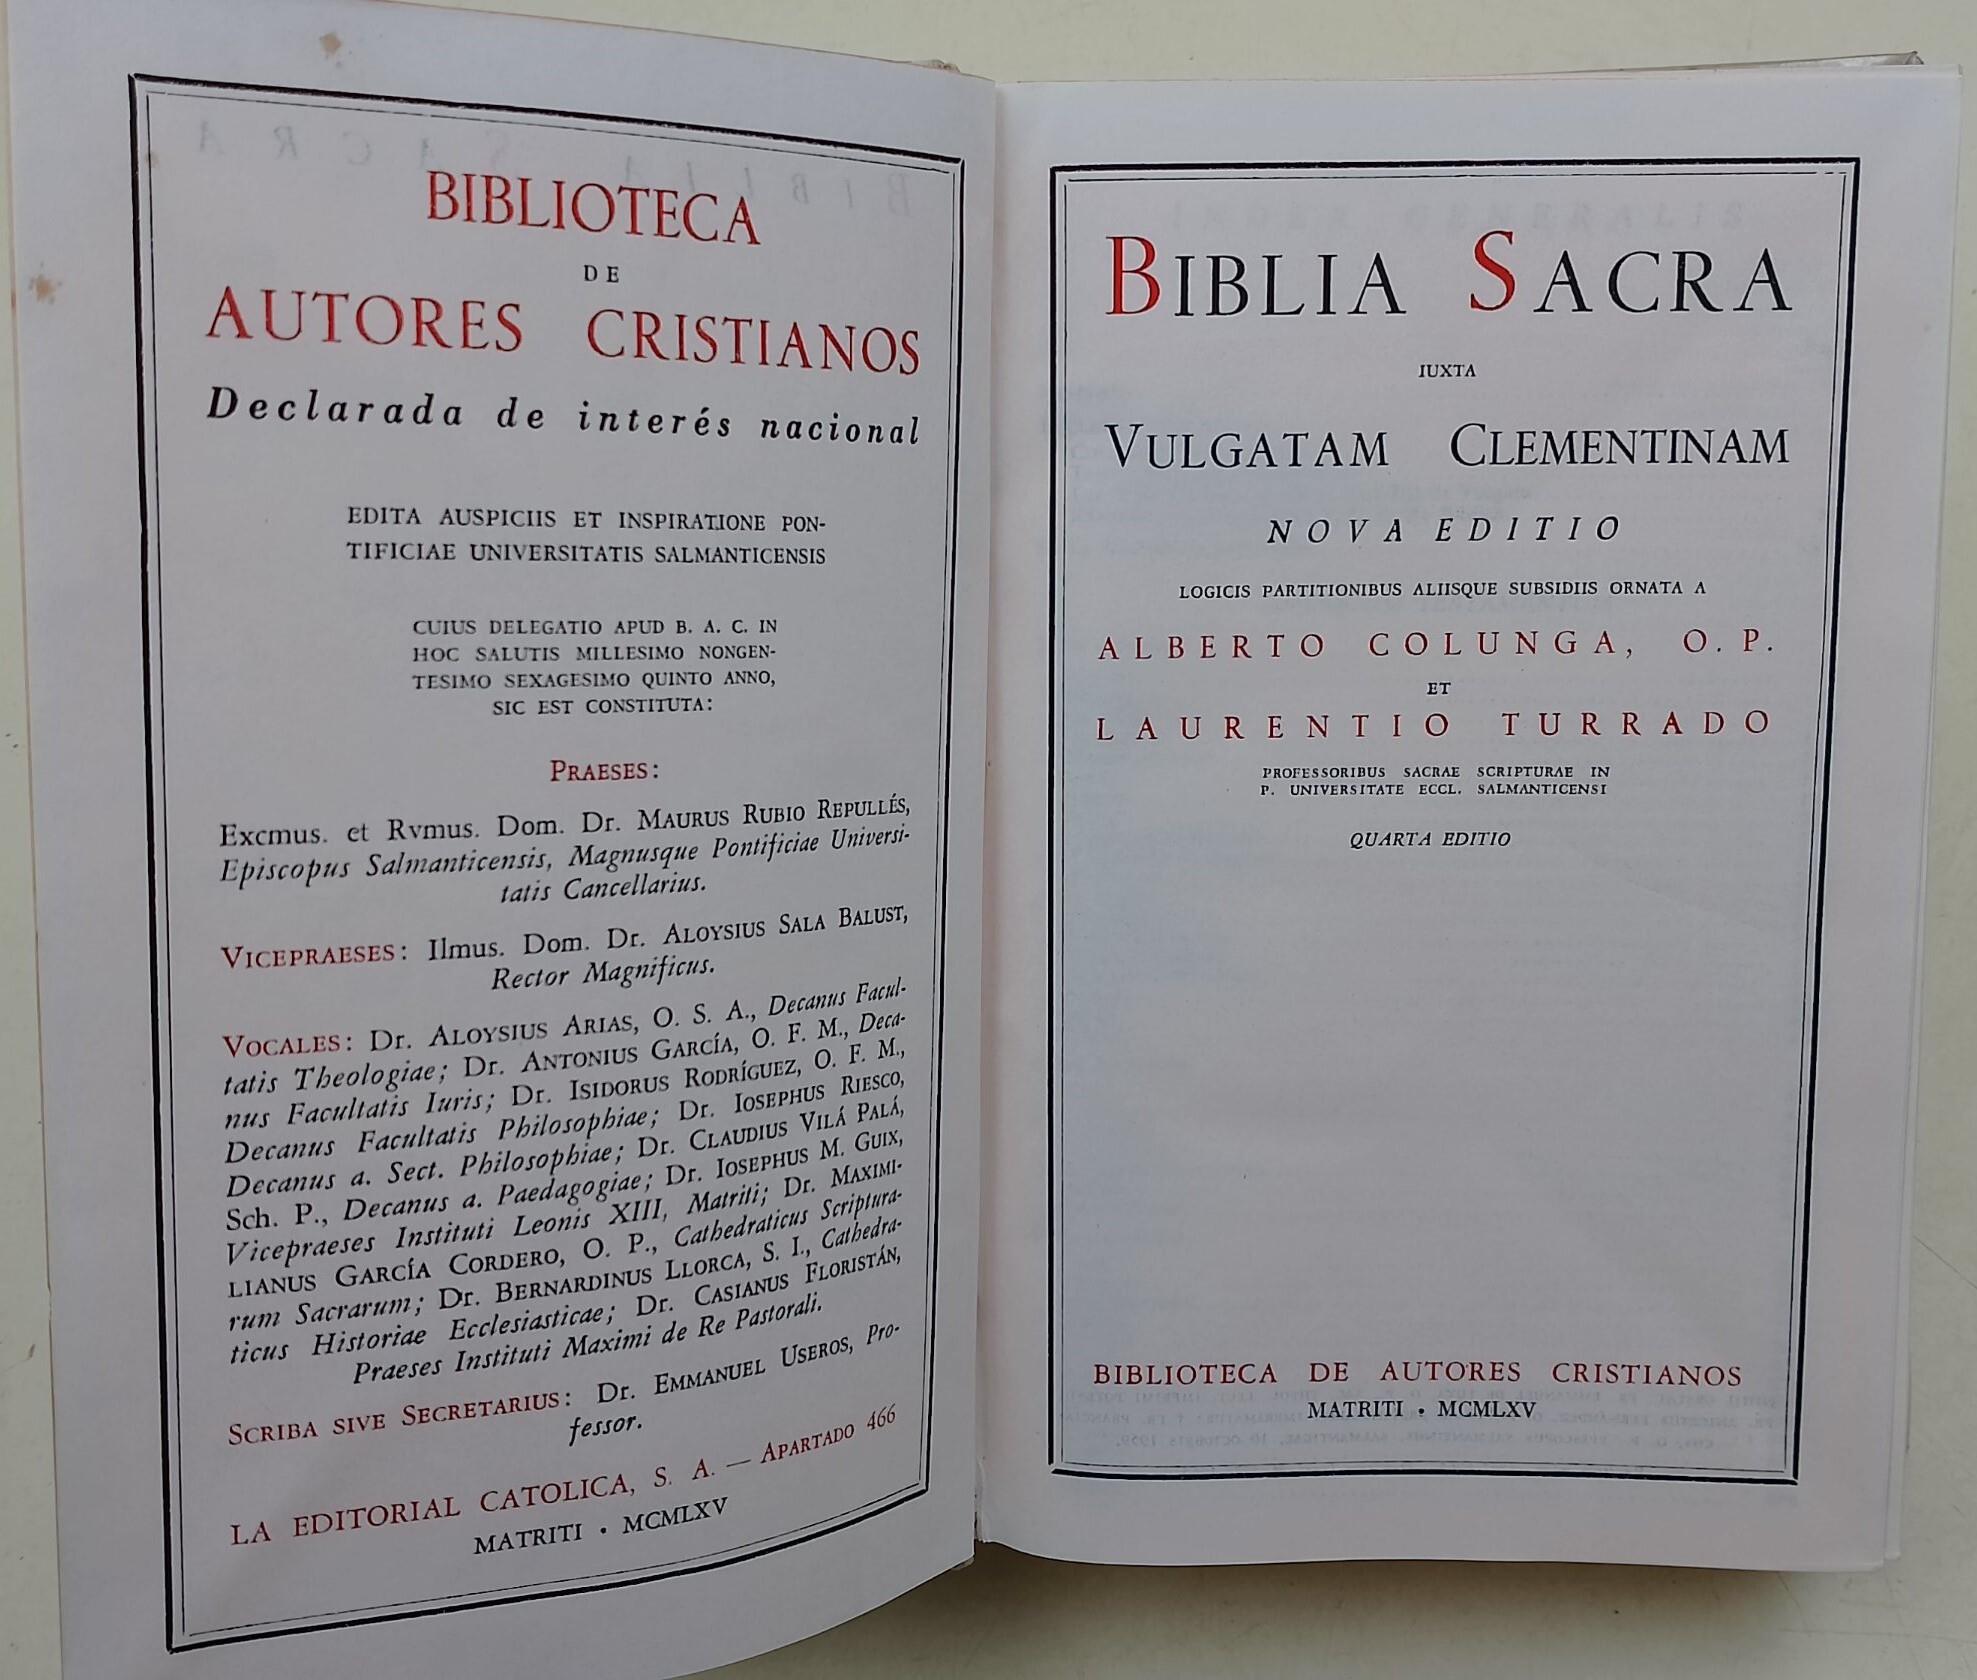 BIBLIOTECA
DE
AUTORES CRISTIANOS
Declarada de interés nacional
EDITA AUSPICIIS ET INSPIRATIONE PON-
TIFICIAE UNIVERSITATIS SALMANTICENSIS
CUIUS DELEGATIO APUD B. A. C. IN
HOC SALUTIS MILLESIMO NONGEN-
TESIMO SEXAGESIMO QUINTO ANNO,
SIC EST CONSTITUTA:
PRAESES:
Excmus. et Rvmus. Dom. Dr. MAURUS RUBIO REPULLÉS,
Episcopus Salmanticensis, Magnusque Pontificiae Universi-
tatis Cancellarius.
VICEPRAESES: Ilmus. Dom. Dr. ALOYSIUS SALA BALUST,
Rector Magnificus.
VOCALES: Dr. ALOYSIUS ARIAS, O. S. A., Decanus Facul-
tatis Theologiae; Dr. ANTONIUS GARCÍA, O. F. M., Deca-
nus Facultatis Iuris; Dr. ISIDORUS RODRÍGUEZ, O. F. M.,
Decanus Facultatis Philosophiae; Dr. IOSEPHUS RIESCO,
Decanus a. Sect. Philosophiae; Dr. CLAUDIUS VILÁ PALÁ,
Sch. P., Decanus a. Paedagogiae; Dr. IOSEPHUS M. GUIX,
Vicepraeses Instituti Leonis XIII, Matriti; Dr. MAXIMI-
LIANUS GARCÍA CORDERO, O. P., Cathedraticus Scriptura-
rum Sacrarum; Dr. BERNARDINUS LLORCA, S. I., Cathedra-
ticus Historiae Ecclesiasticae; Dr. CASIANUS FLORISTÁN,
Praeses Instituti Maximi de Re Pastorali.
SCRIBA SIVE SECRETARIUS: Dr. EMMANUEL USEROS, Pro-
fessor.
LA EDITORIAL CATOLICA, S. A. — APARTADO 466
MATRITI • MCMLXV
BIBLIA SACRA
IUXTA
VULGATAM CLEMENTINAM
NOVA EDITIO
LOGICIS PARTITIONIBUS ALIISQUE SUBSIDIIS ORNATA A
ALBERTO COLUNGA, O. P.
ET
LAURENTIO TURRADO
PROFESSORIBUS SACRAE SCRIPTURAE IN
P. UNIVERSITATE ECCL. SALMANTICENSI
QUARTA EDITIO
BIBLIOTECA DE AUTORES CRISTIANOS
MATRITI • MCMLXV